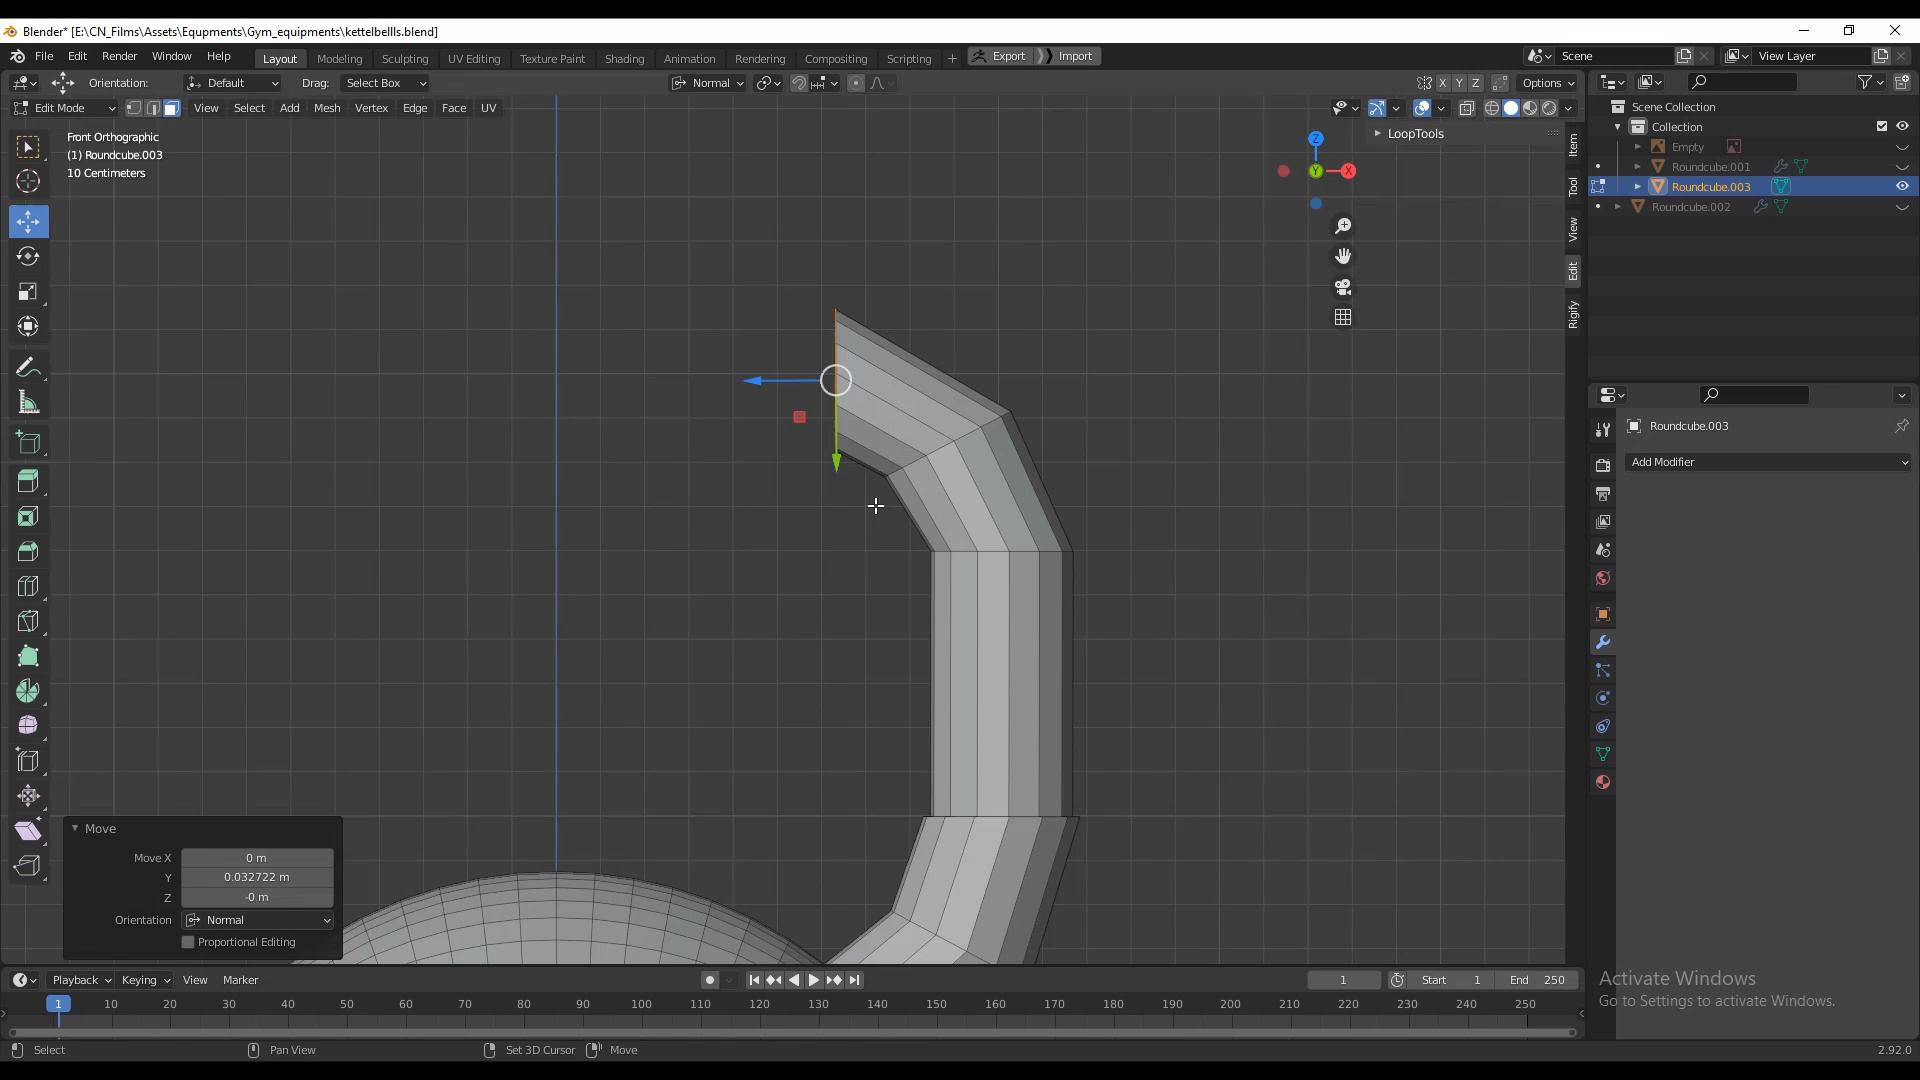 Blender* [E:\CN_Films\Assets\Equpments\Gym_equipments\kettelbellls.blend]
File Edit Render Window Help Layout Modeling Sculpting UV Editing Texture Paint Shading Animation Rendering Compositing Scripting + Export Import Scene View Layer
Orientation: Default Drag: Select Box Normal X Y Z Options
Edit Mode View Select Add Mesh Vertex Edge Face UV
Front Orthographic
(1) Roundcube.003
10 Centimeters
LoopTools
Z
Y
X
Item
Tool
View
Edit
Rigify
Scene Collection
Collection
Empty
Roundcube.001
Roundcube.003
Roundcube.002
Roundcube.003
Add Modifier
Move
Move X 0 m
Y 0.032722 m
Z -0 m
Orientation Normal
Proportional Editing
Playback Keying View Marker 1 Start 1 End 250
1 10 20 30 40 50 60 70 80 90 100 110 120 130 140 150 160 170 180 190 200 210 220 230 240 250
Activate Windows
Go to Settings to activate Windows.
Select Pan View Set 3D Cursor Move 2.92.0